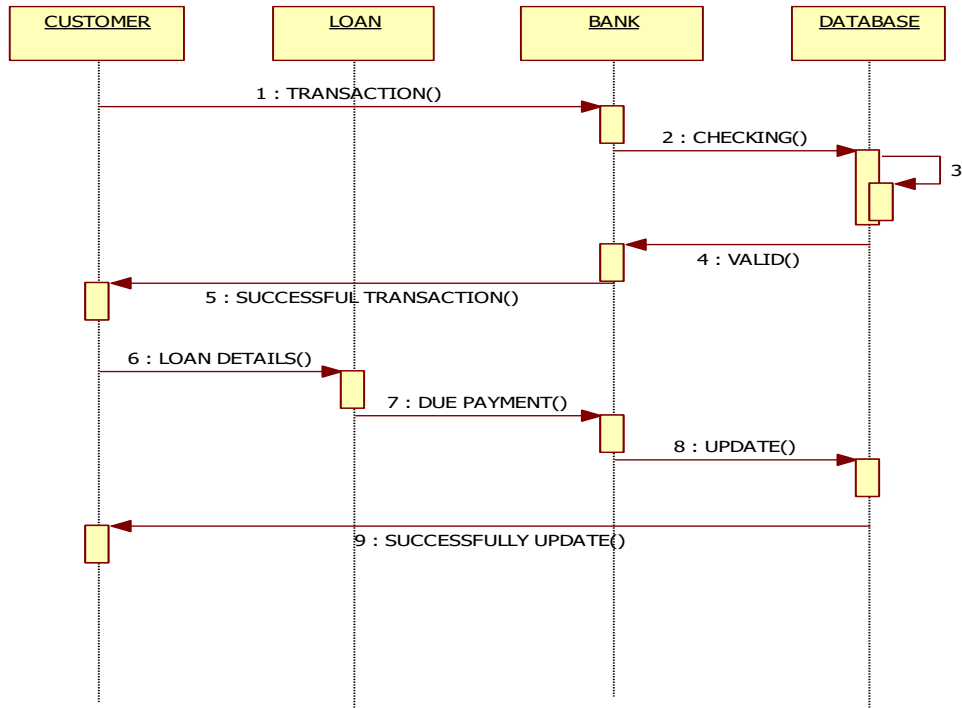 CUSTOMER
LOAN
BANK
DATABASE
1 : TRANSACTION()
2 : CHECKING()
3
4 : VALID()
5 : SUCCESSFUL TRANSACTION()
6 : LOAN DETAILS()
7 : DUE PAYMENT()
8 : UPDATE()
9 : SUCCESSFULLY UPDATE()